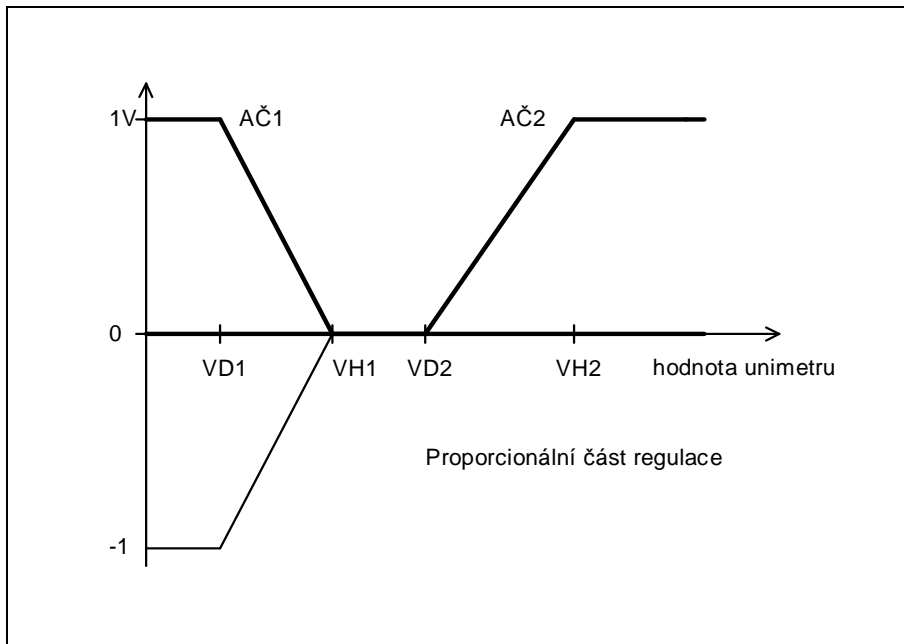 1V AČ1 AČ2
0
VD1 VH1 VD2 VH2 hodnota unimetru
Proporcionální část regulace
-1